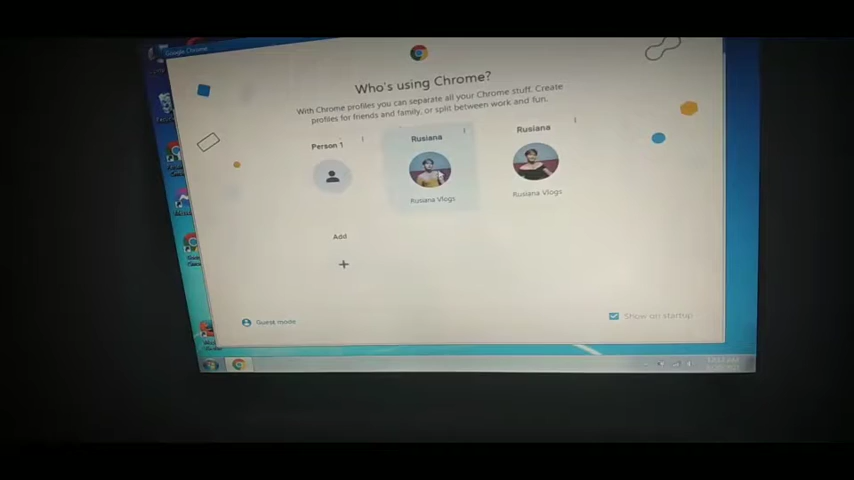 Google Chrome
Who's using Chrome?
With Chrome profiles you can separate all your Chrome stuff. Create
profiles for friends and family, or split between work and fun.
Person 1
Rusiana
Rusiana
Rusiana Vlogs
Rusiana Vlogs
Add
Guest mode
Show on startup